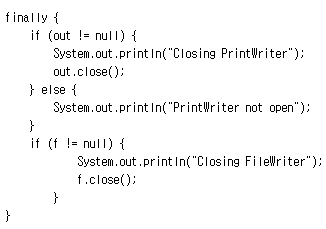 finally {
    if (out != null) {
        System.out.println("Closing PrintWriter");
        out.close();
    } else {
        System.out.println("PrintWriter not open");
    }
    if (f != null) {
            System.out.println("Closing FileWriter");
            f.close();
        }
}